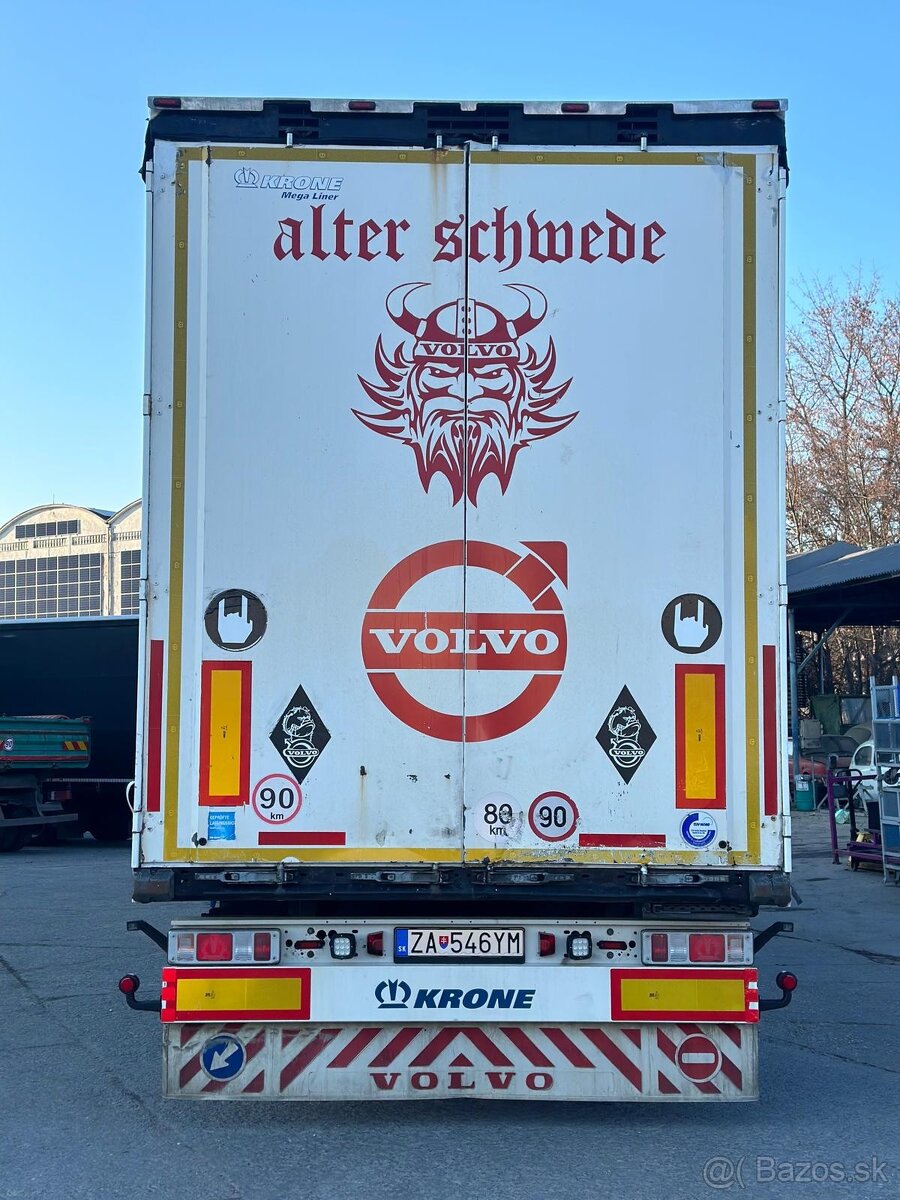 KRONE
Mega Liner
alter schwede
VOLVO
VOLVO
VOLVO
VOLVO
90
km
80
km
90
GEPRÜFTE
SK ZA 546YM
KRONE
VOLVO
@( Bazos.sk